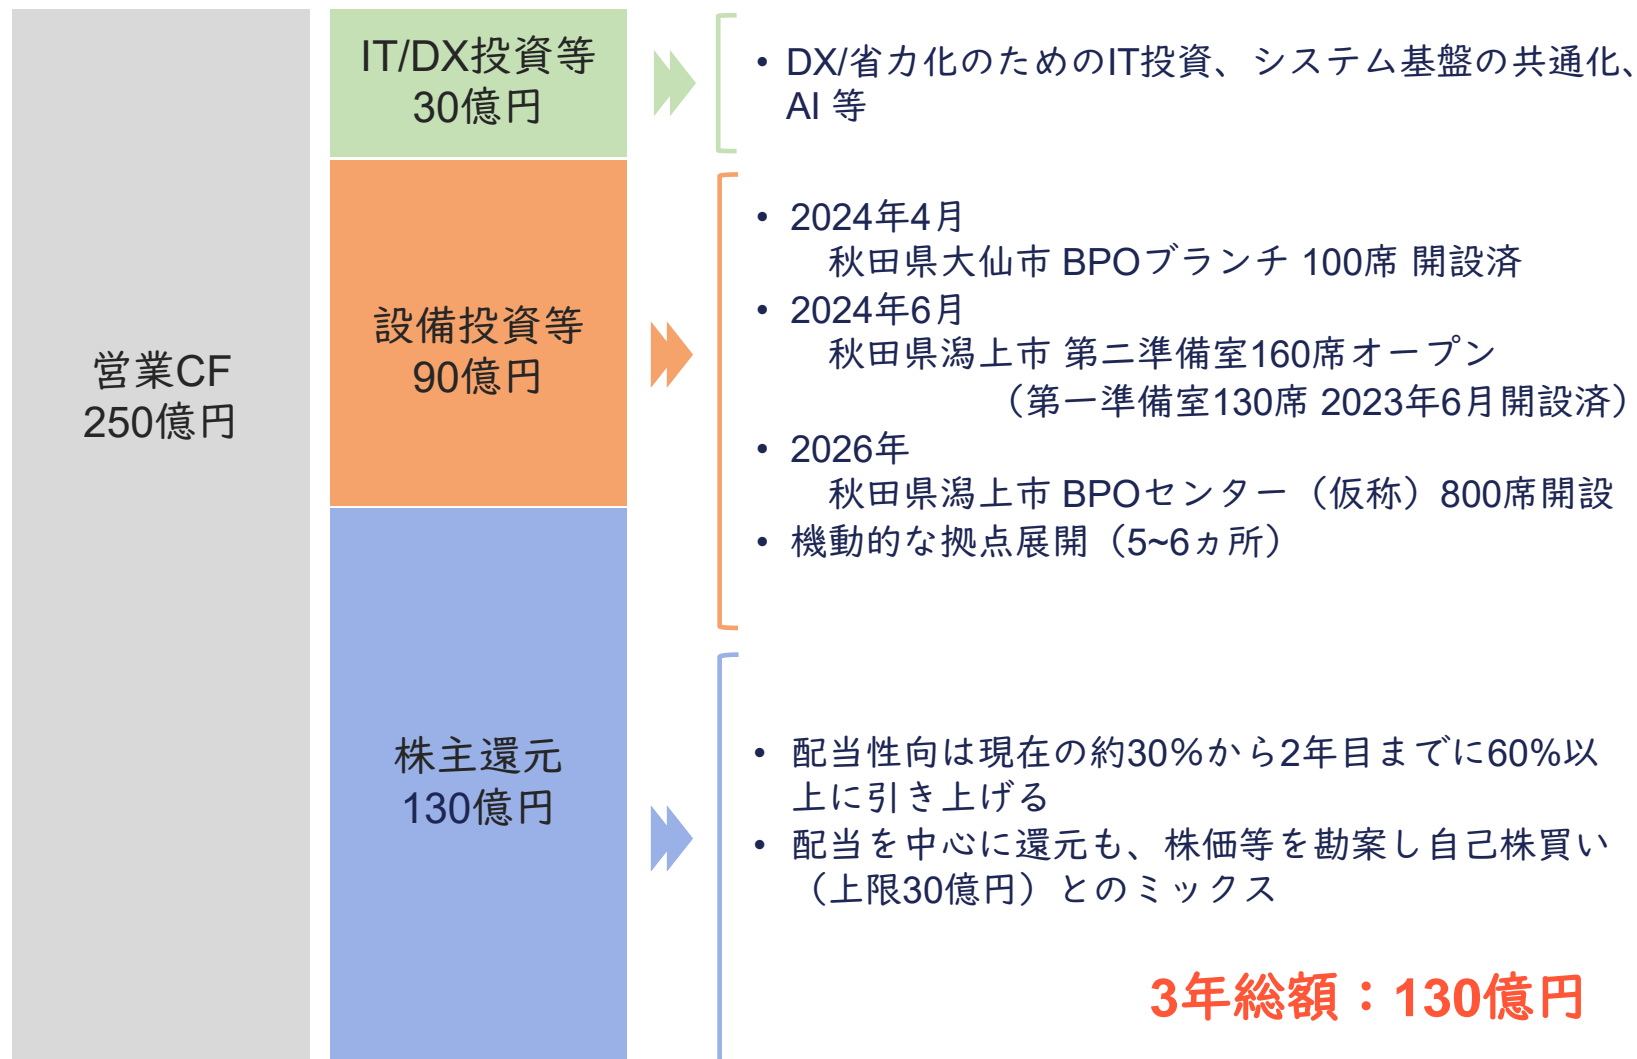 営業CF
250億円
IT/DX投資等
30億円
• DX/省力化のためのIT投資、システム基盤の共通化、
AI 等
設備投資等
90億円
• 2024年4月
秋田県大仙市 BPOブランチ 100席 開設済
• 2024年6月
秋田県潟上市 第二準備室160席オープン
（第一準備室130席 2023年6月開設済）
• 2026年
秋田県潟上市 BPOセンター（仮称）800席開設
• 機動的な拠点展開（5~6ヵ所）
株主還元
130億円
• 配当性向は現在の約30%から2年目までに60%以
上に引き上げる
• 配当を中心に還元も、株価等を勘案し自己株買い
（上限30億円）とのミックス
3年総額：130億円